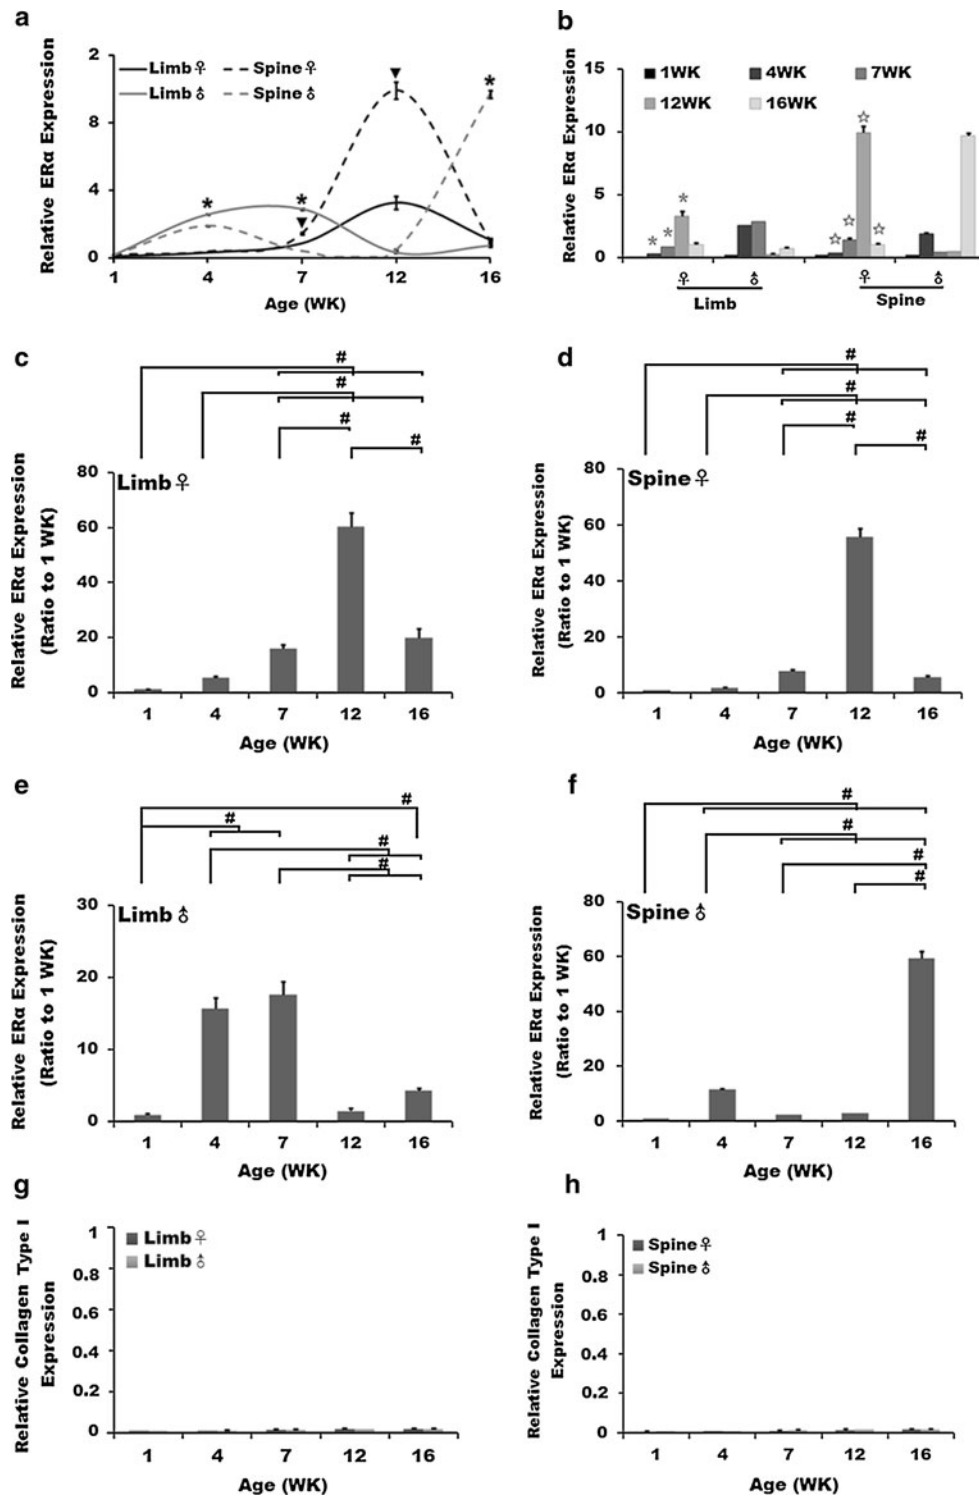 a
Relative ERα Expression
2
8
4
0
Limb ♀
Spine ♀
Limb ♂
Spine ♂
▼
*
*
*
▼
1 4 7 12 16
Age (WK)
b
Relative ERα Expression
15
10
5
0
1WK 4WK 7WK
12WK 16WK
☆
*
* *
☆ ☆ ☆
♀ ♂ ♀ ♂
Limb Spine
c
#
#
#
#
Relative ERα Expression
(Ratio to 1 WK)
80
60
40
20
0
Limb ♀
1 4 7 12 16
Age (WK)
d
#
#
#
#
Relative ERα Expression
(Ratio to 1 WK)
80
60
40
20
0
Spine ♀
1 4 7 12 16
Age (WK)
e
#
#
#
#
Relative ERα Expression
(Ratio to 1 WK)
30
20
10
0
Limb ♂
1 4 7 12 16
Age (WK)
f
#
#
#
#
Relative ERα Expression
(Ratio to 1 WK)
80
60
40
20
0
Spine ♂
1 4 7 12 16
Age (WK)
g
Relative Collagen Type I
Expression
1
0.8
0.6
0.4
0.2
0
Limb ♀
Limb ♂
1 4 7 12 16
Age (WK)
h
Relative Collagen Type I
Expression
1
0.8
0.6
0.4
0.2
0
Spine ♀
Spine ♂
1 4 7 12 16
Age (WK)